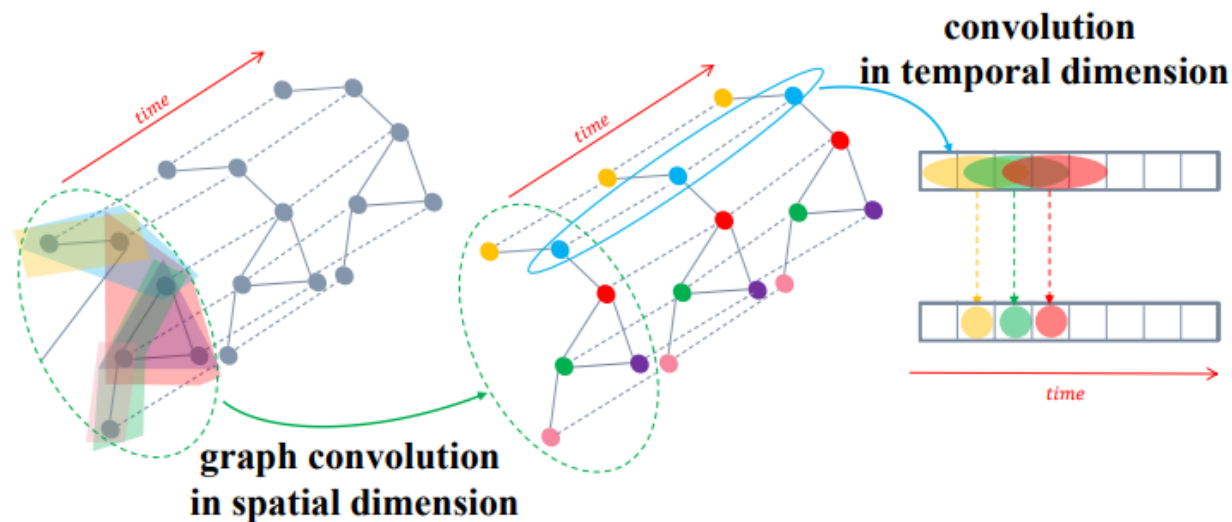 convolution
in temporal dimension
time
time
time
graph convolution
in spatial dimension